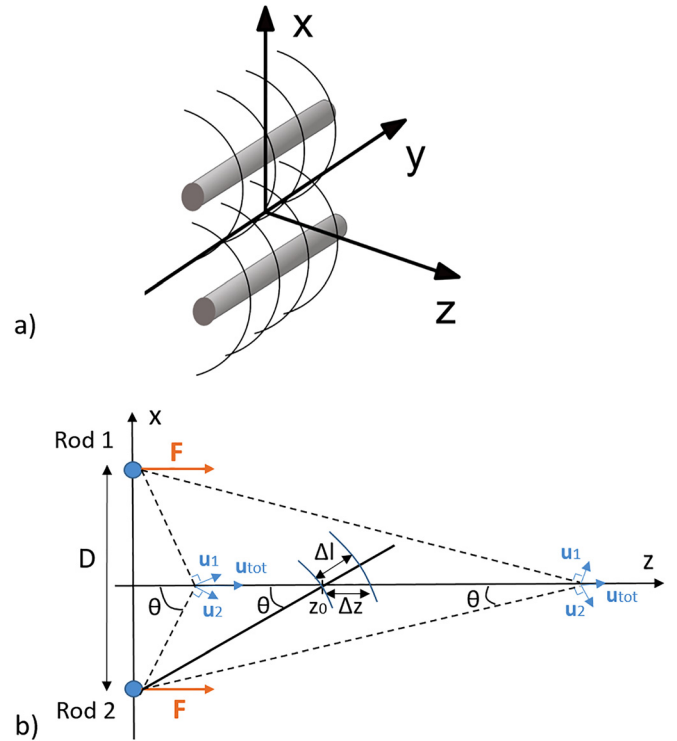 x
y
z
a)
x
Rod 1
F
D
u1
utot
u2
θ
θ
z0
Δl
Δz
θ
u1
z
u2
utot
Rod 2
F
b)